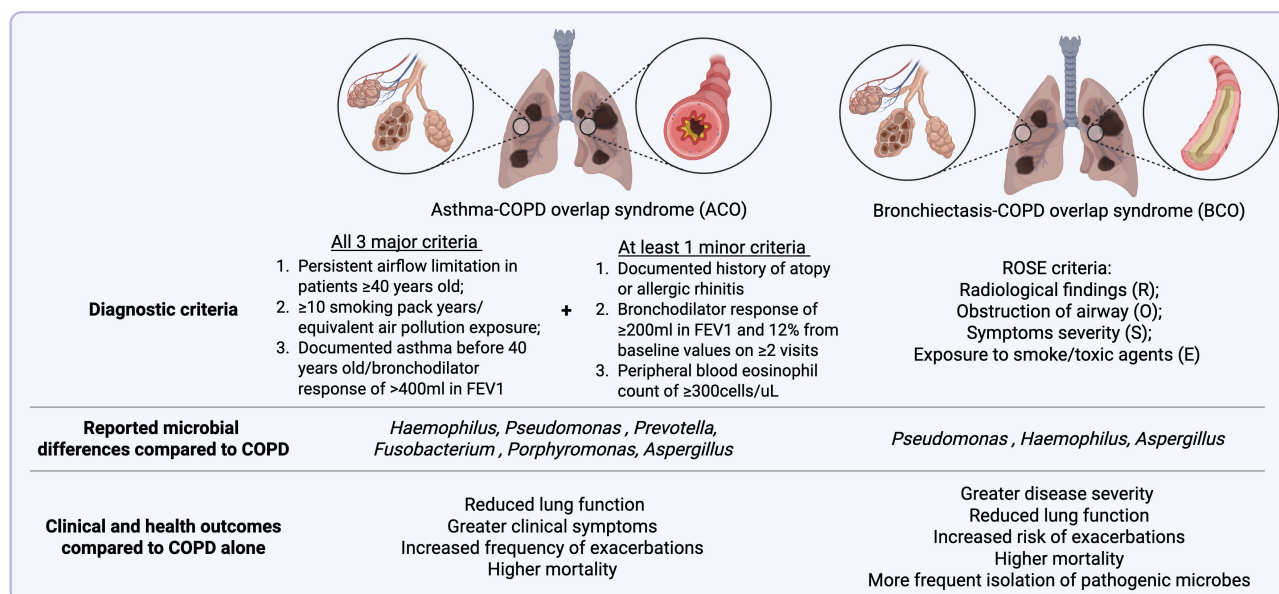 Asthma-COPD overlap syndrome (ACO)
Bronchiectasis-COPD overlap syndrome (BCO)
Diagnostic criteria
All 3 major criteria
1. Persistent airflow limitation in
patients ≥40 years old;
2. ≥10 smoking pack years/
equivalent air pollution exposure;
3. Documented asthma before 40
years old/bronchodilator
response of >400ml in FEV1
+
At least 1 minor criteria
1. Documented history of atopy
or allergic rhinitis
2. Bronchodilator response of
≥200ml in FEV1 and 12% from
baseline values on ≥2 visits
3. Peripheral blood eosinophil
count of ≥300cells/uL
ROSE criteria:
Radiological findings (R);
Obstruction of airway (O);
Symptoms severity (S);
Exposure to smoke/toxic agents (E)
Reported microbial
differences compared to COPD
Haemophilus, Pseudomonas , Prevotella,
Fusobacterium , Porphyromonas, Aspergillus
Pseudomonas , Haemophilus, Aspergillus
Clinical and health outcomes
compared to COPD alone
Reduced lung function
Greater clinical symptoms
Increased frequency of exacerbations
Higher mortality
Greater disease severity
Reduced lung function
Increased risk of exacerbations
Higher mortality
More frequent isolation of pathogenic microbes